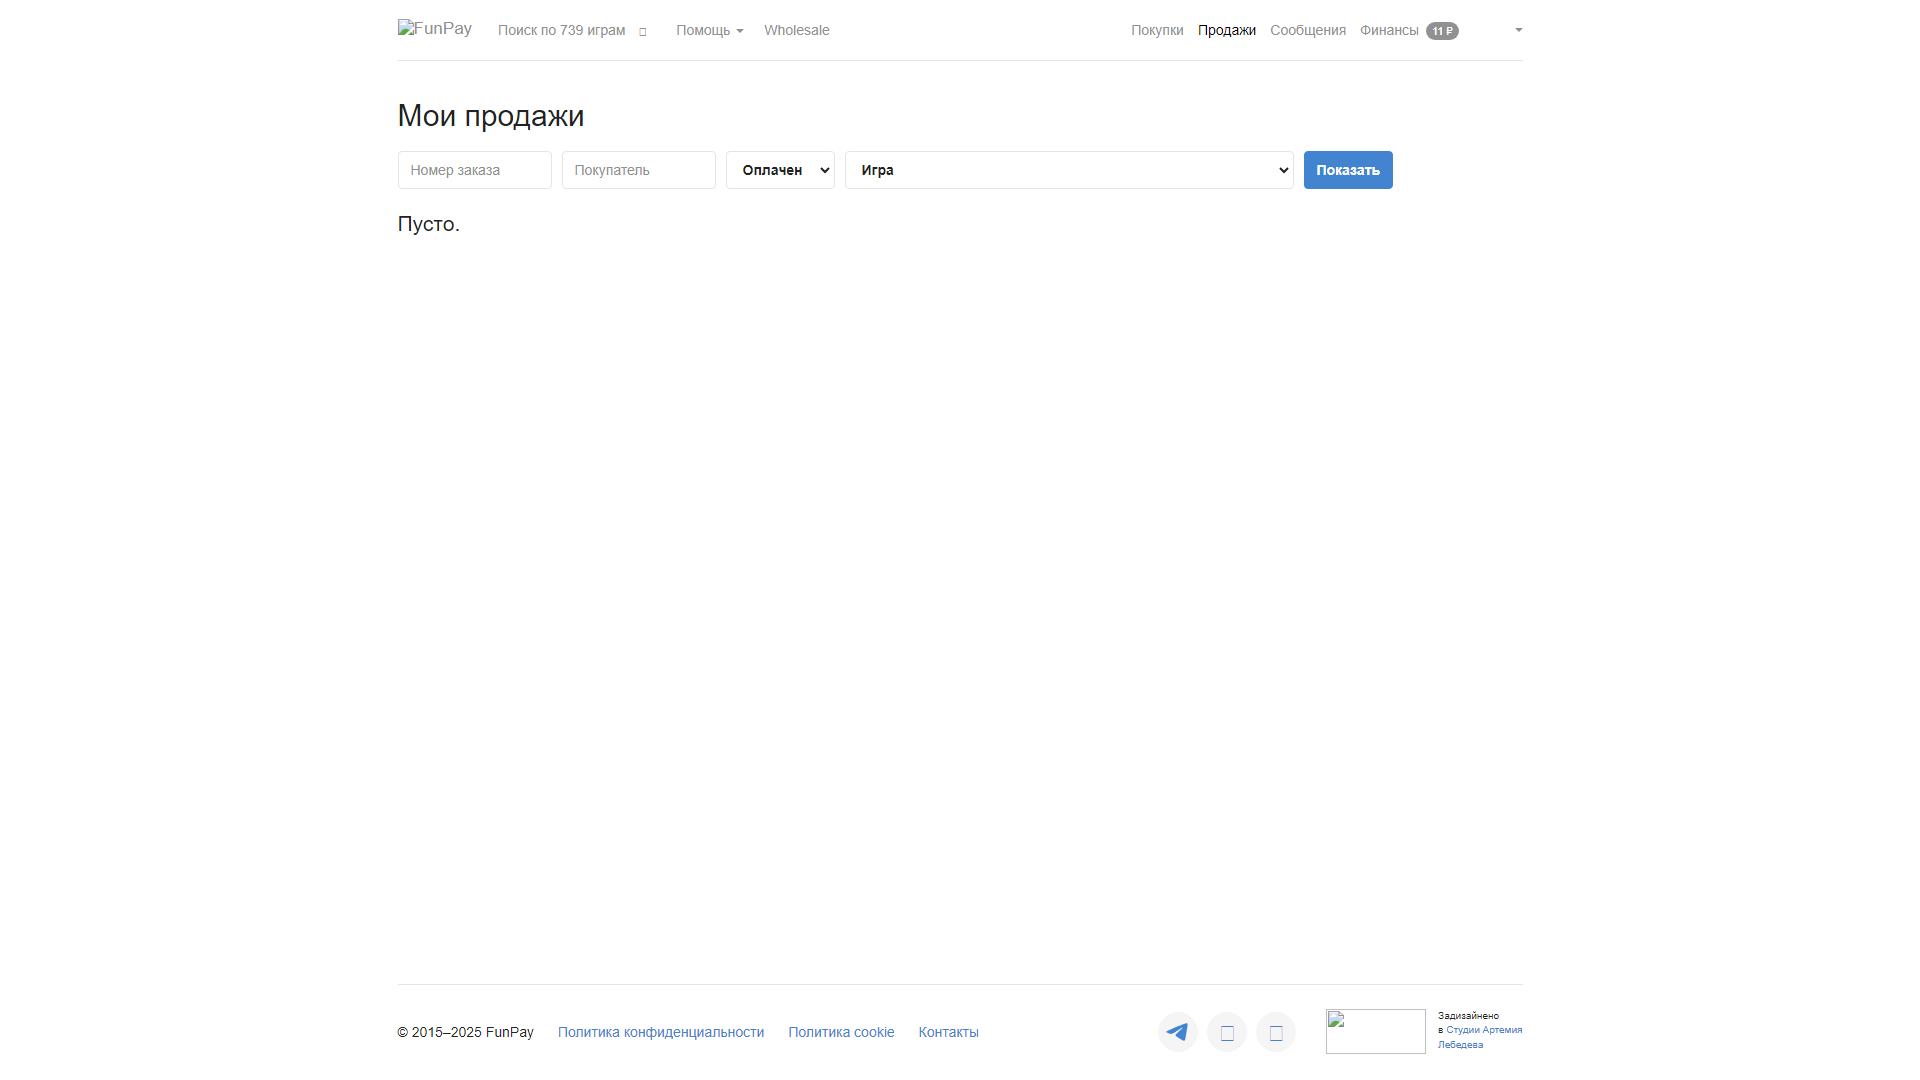 FunPay Поиск по 739 играм Помощь Wholesale Покупки Продажи Сообщения Финансы 11 ₽
Мои продажи
Номер заказа Покупатель Оплачен Игра Показать
Пусто.
© 2015–2025 FunPay Политика конфиденциальности Политика cookie Контакты
Задизайнено
в Студии Артемия
Лебедева